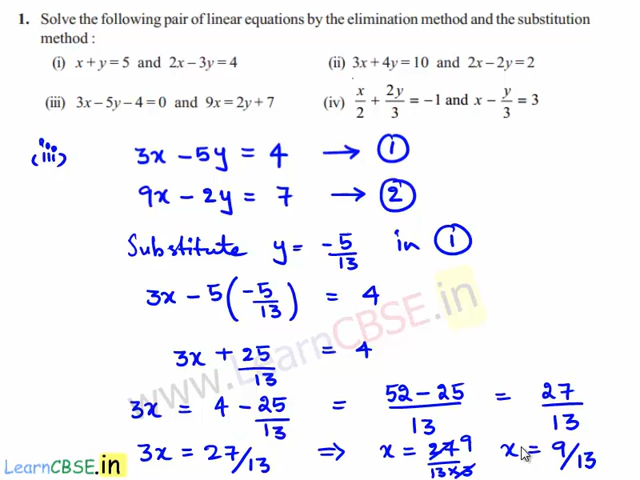 1. Solve the following pair of linear equations by the elimination method and the substitution
method :
(i) x + y = 5 and 2x – 3y = 4 (ii) 3x + 4y = 10 and 2x – 2y = 2
(iii) 3x – 5y – 4 = 0 and 9x = 2y + 7 (iv) x/2 + 2y/3 = –1 and x – y/3 = 3
(iii) 3x – 5y = 4 → ①
9x – 2y = 7 → ②
Substitute y = –5/13 in ①
3x – 5(–5/13) = 4
3x + 25/13 = 4
www.LearnCBSE.in
3x = 4 – 25/13 = 52 – 25/13 = 27/13
3x = 27/13 ⇒ x = 27 9/13×3 x = 9/13
LearnCBSE.in